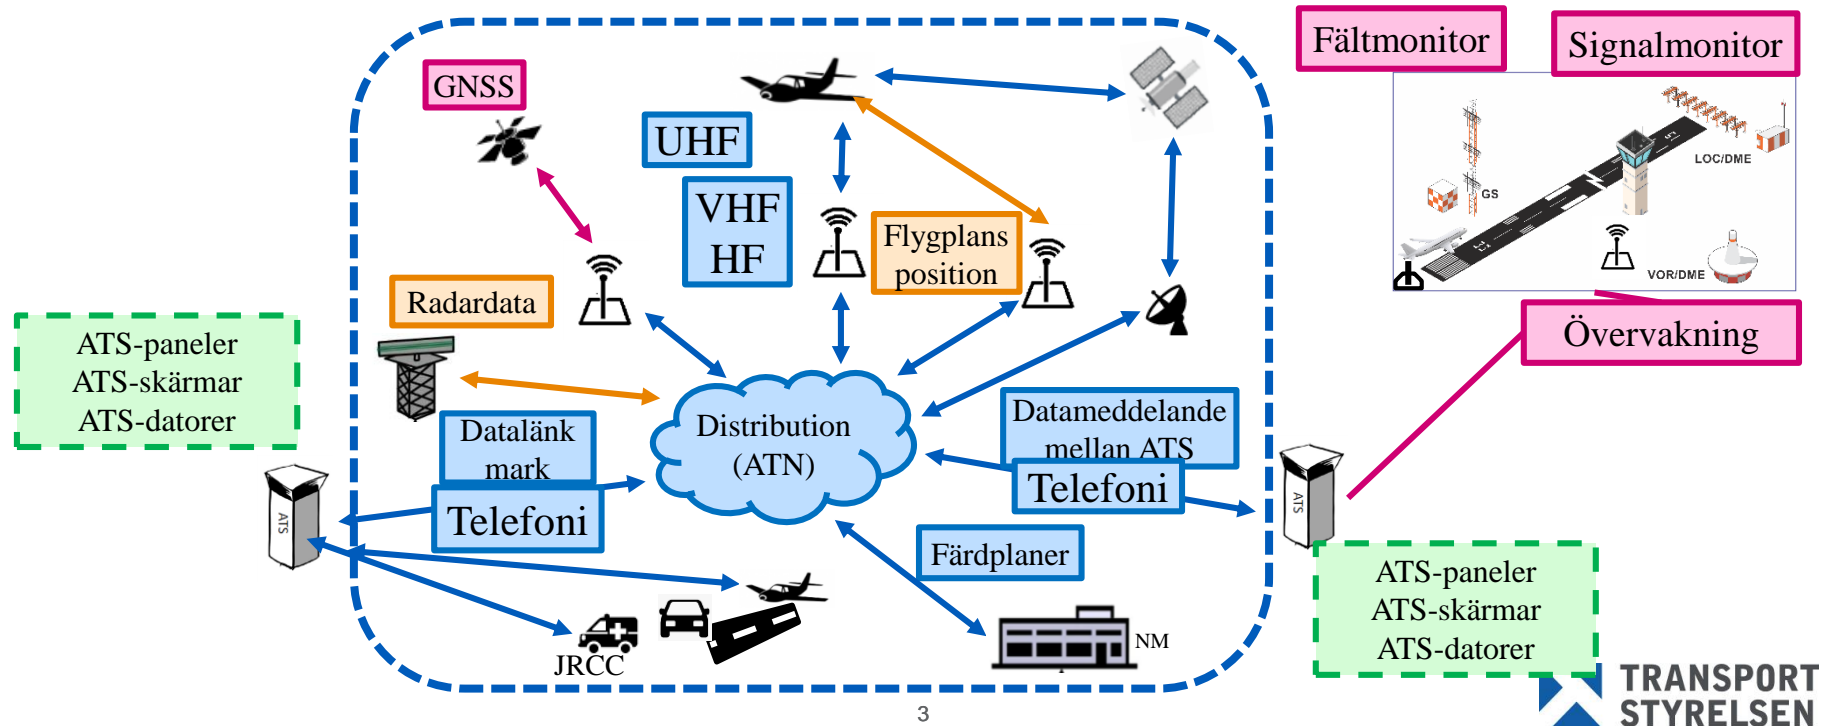 Fältmonitor
Signalmonitor
GNSS
UHF
VHF
HF
Flygplans
position
Radardata
ATS-paneler
ATS-skärmar
ATS-datorer
LOC/DME
GS
VOR/DME
Övervakning
Distribution
(ATN)
Datalänk
mark
Telefoni
Datameddelande
mellan ATS
Telefoni
ATS
ATS
Färdplaner
ATS-paneler
ATS-skärmar
ATS-datorer
JRCC
NM
TRANSPORT
STYRELSEN
3